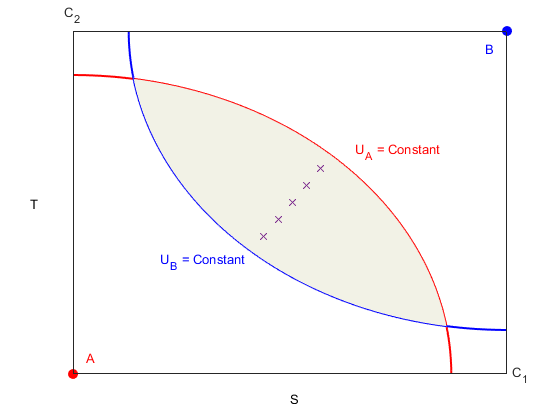 C2
B
UA = Constant
T
UB = Constant
A
C1
S